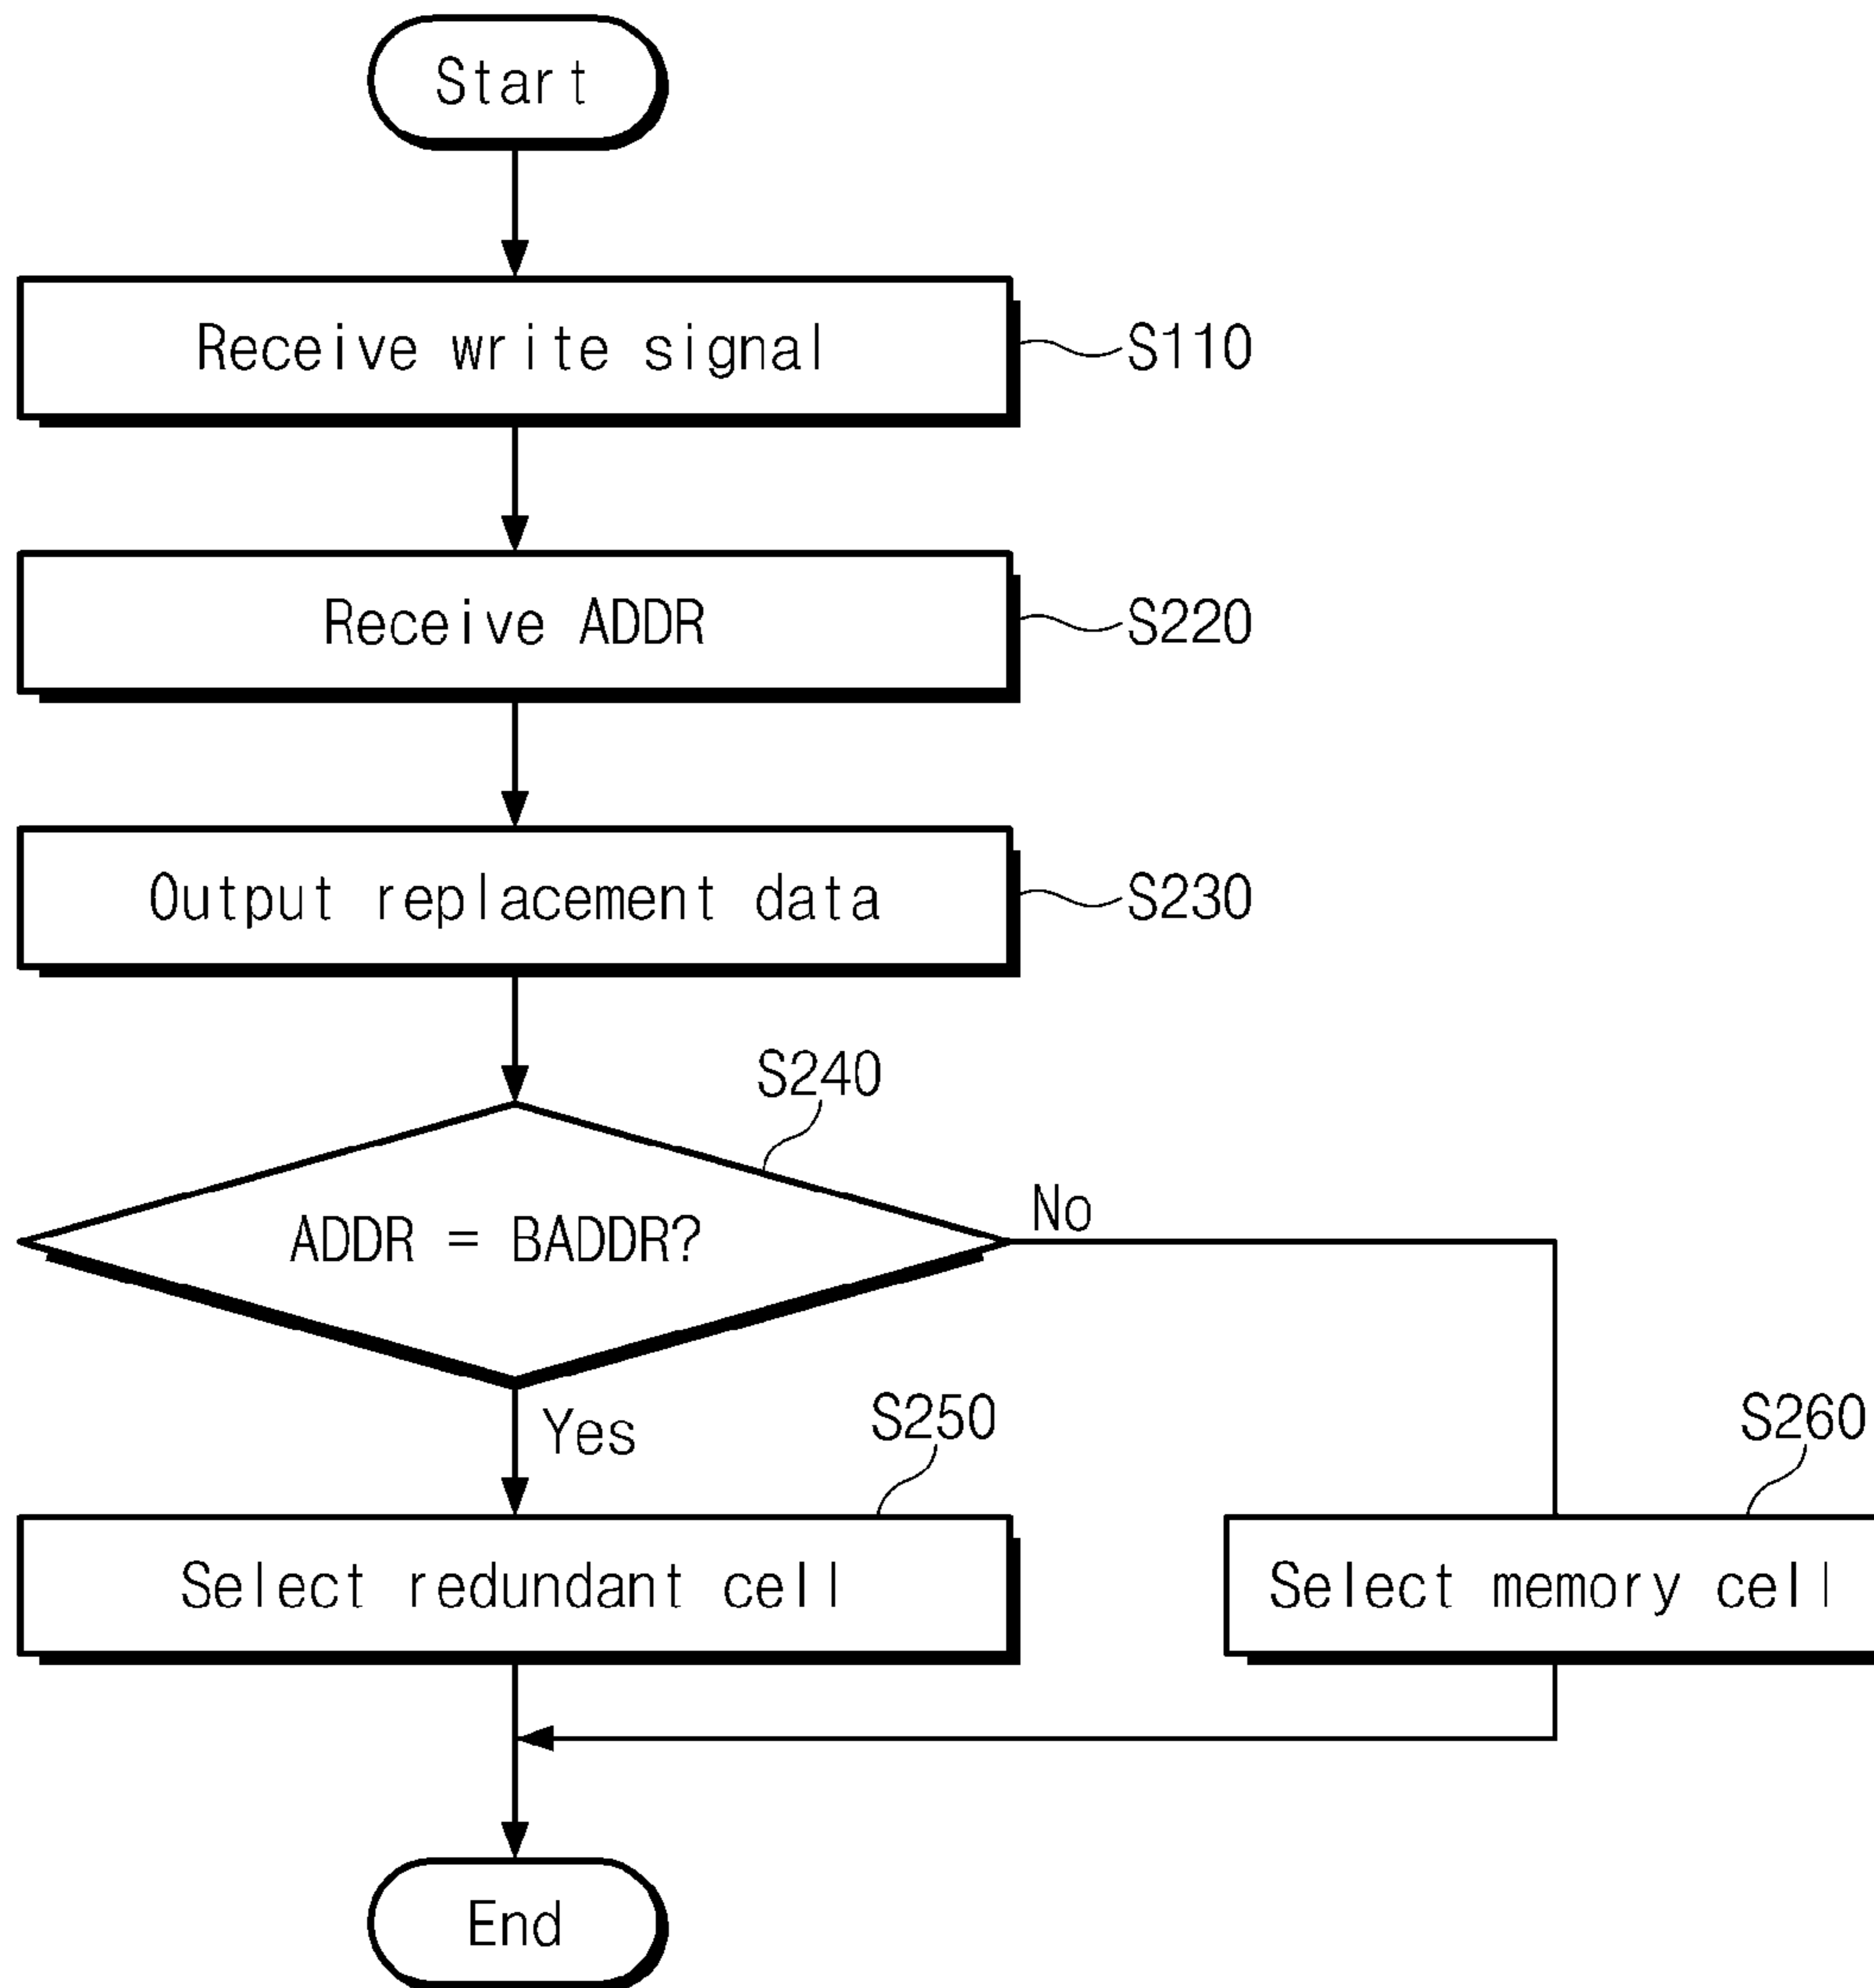 Start
Receive write signal
S110
Receive ADDR
S220
Output replacement data
S230
S240
ADDR = BADDR?
No
Yes
S250
S260
Select redundant cell
Select memory cell
End